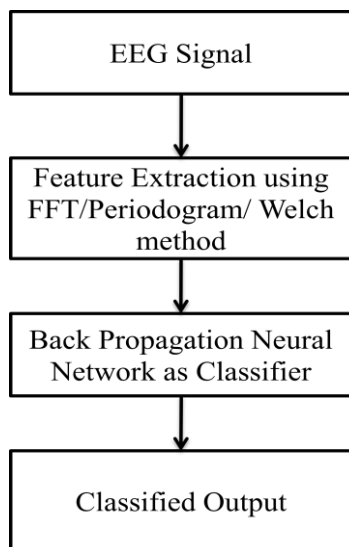 EEG Signal
Feature Extraction using
FFT/Periodogram/ Welch
method
Back Propagation Neural
Network as Classifier
Classified Output